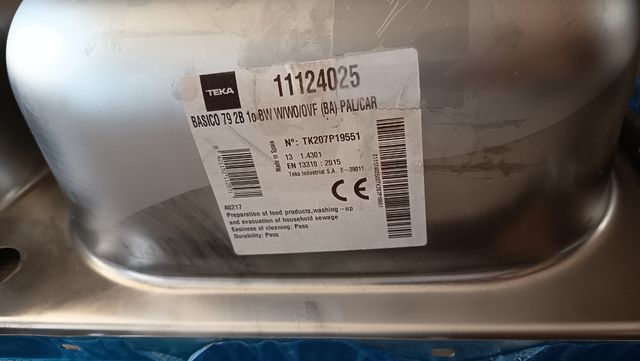 TEKA
11124025
BASICO 79 2B 1o BW W/WO/OVF (BA) PAL/CAR
Made in Spain
Nº: TK207P19551
13 1.4301
EN 13310 : 2015
Teka Industrial S.A. E-39011
CE
A0217
Preparation of food products,washing-up
and evacuation of household sewage
Easiness of cleaning: Pass
Durability: Pass